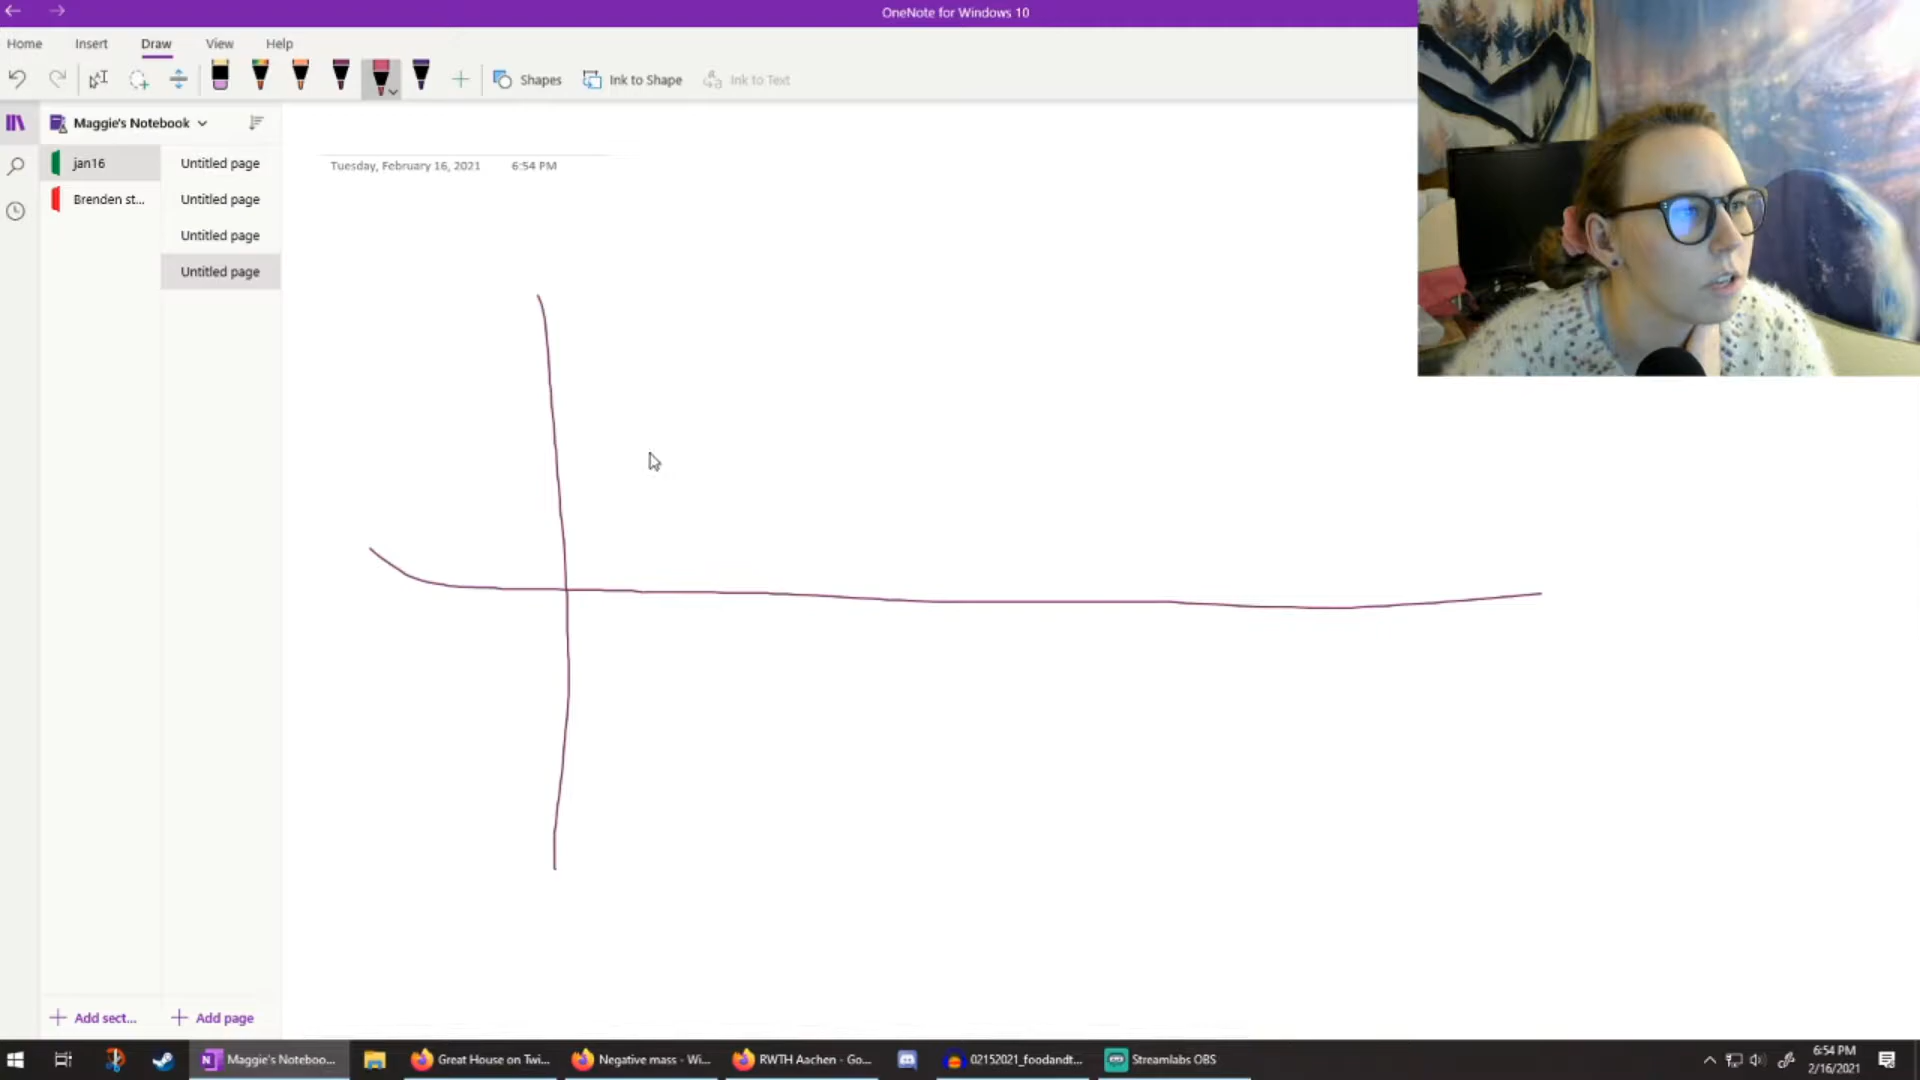 OneNote for Windows 10
Home Insert Draw View Help
Shapes Ink to Shape Ink to Text
Maggie's Notebook
jan16 Untitled page
Brenden st... Untitled page
Untitled page
Untitled page
Tuesday, February 16, 2021 6:54 PM
Add sect... Add page
Maggie's Noteboo... Great House on Twi... Negative mass - Wi... RWTH Aachen - Go... 02152021_foodandt... Streamlabs OBS
6:54 PM
2/16/2021